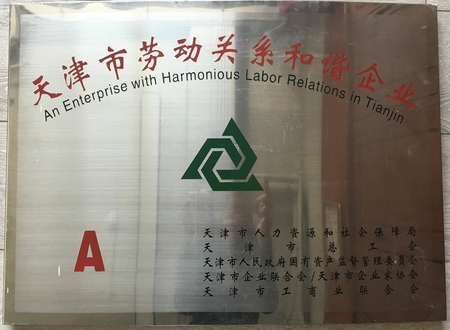 天津市劳动关系和谐企业
An Enterprise with Harmonious Labor Relations in Tianjin
A
天津市人力资源和社会保障局
天津市总工会
天津市人民政府国有资产监督管理委员会
天津市企业联合会/天津市企业家协会
天津市工商业联合会